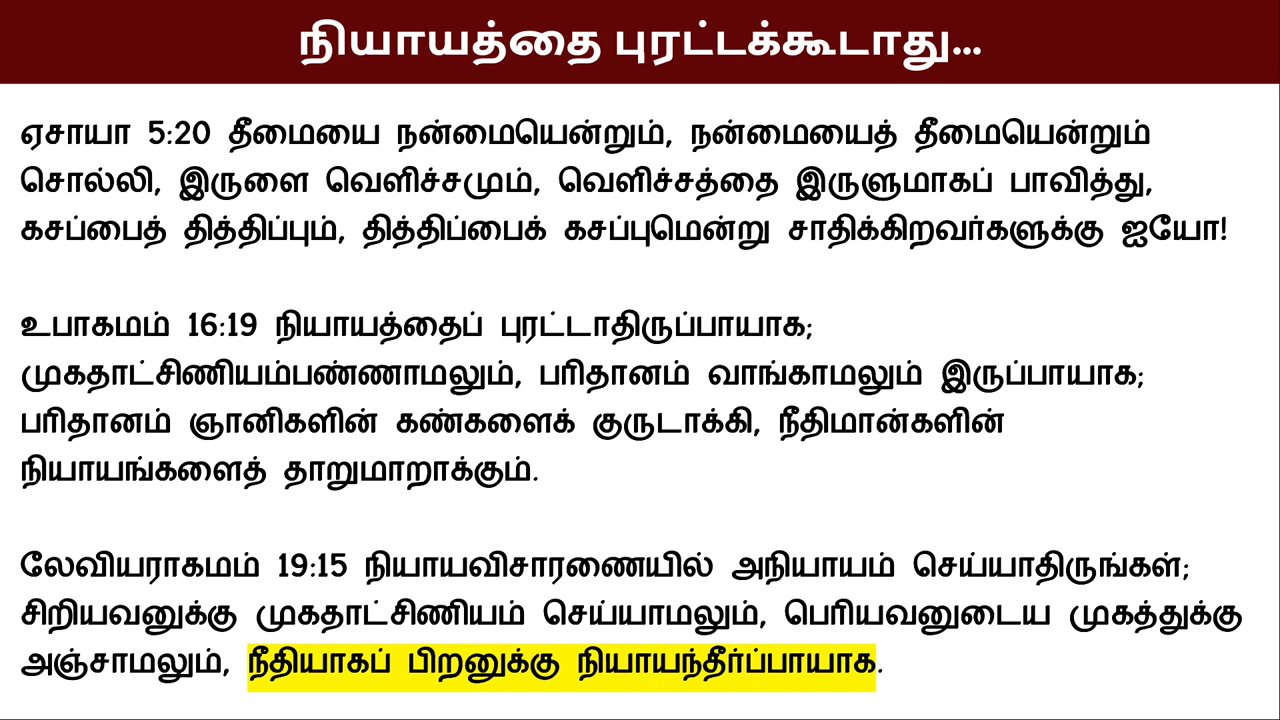 நியாயத்தை புரட்டக்கூடாது...
ஏசாயா 5:20 தீமையை நன்மையென்றும், நன்மையைத் தீமையென்றும்
சொல்லி, இருளை வெளிச்சமும், வெளிச்சத்தை இருளுமாகப் பாவித்து,
கசப்பைத் தித்திப்பும், தித்திப்பைக் கசப்புமென்று சாதிக்கிறவர்களுக்கு ஐயோ!
உபாகமம் 16:19 நியாயத்தைப் புரட்டாதிருப்பாயாக;
முகதாட்சிணியம்பண்ணாமலும், பரிதானம் வாங்காமலும் இருப்பாயாக;
பரிதானம் ஞானிகளின் கண்களைக் குருடாக்கி, நீதிமான்களின்
நியாயங்களைத் தாறுமாறாக்கும்.
லேவியராகமம் 19:15 நியாயவிசாரணையில் அநியாயம் செய்யாதிருங்கள்;
சிறியவனுக்கு முகதாட்சிணியம் செய்யாமலும், பெரியவனுடைய முகத்துக்கு
அஞ்சாமலும், நீதியாகப் பிறனுக்கு நியாயந்தீர்ப்பாயாக.